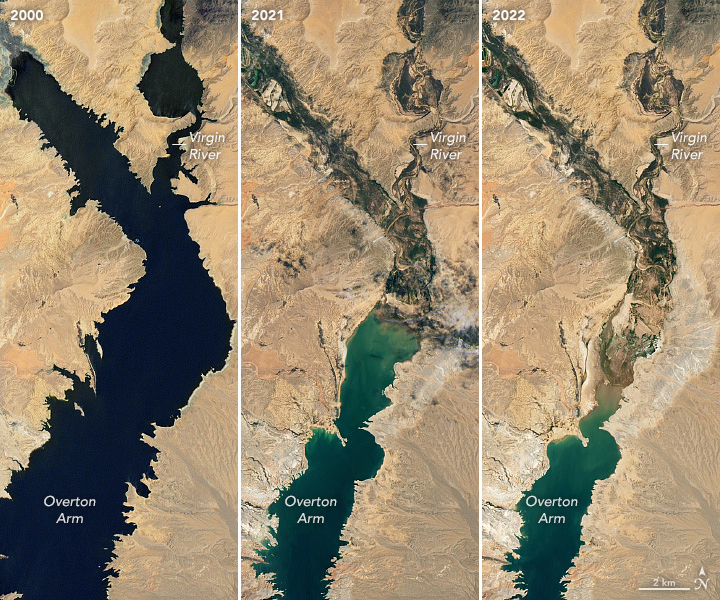 2000
Virgin
River
Overton
Arm
2021
Virgin
River
Overton
Arm
2022
Virgin
River
Overton
Arm
2 km
N